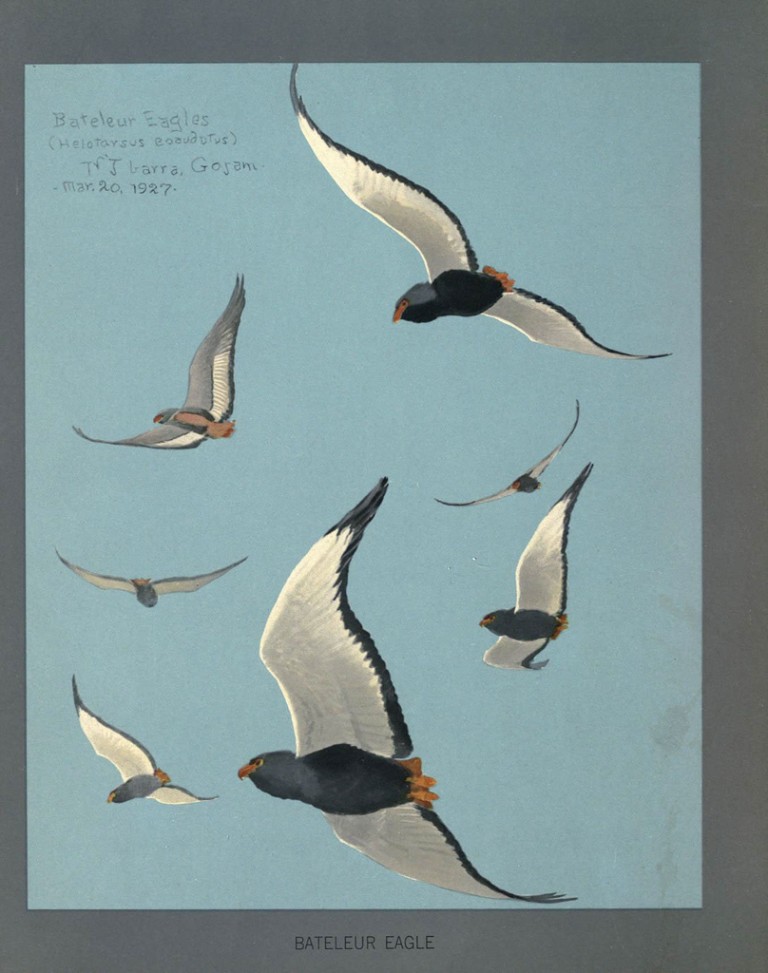 Bateleur Eagles
(Helotarsus ecaudatus)
Gojam.
Mar. 20, 1927.
BATELEUR EAGLE